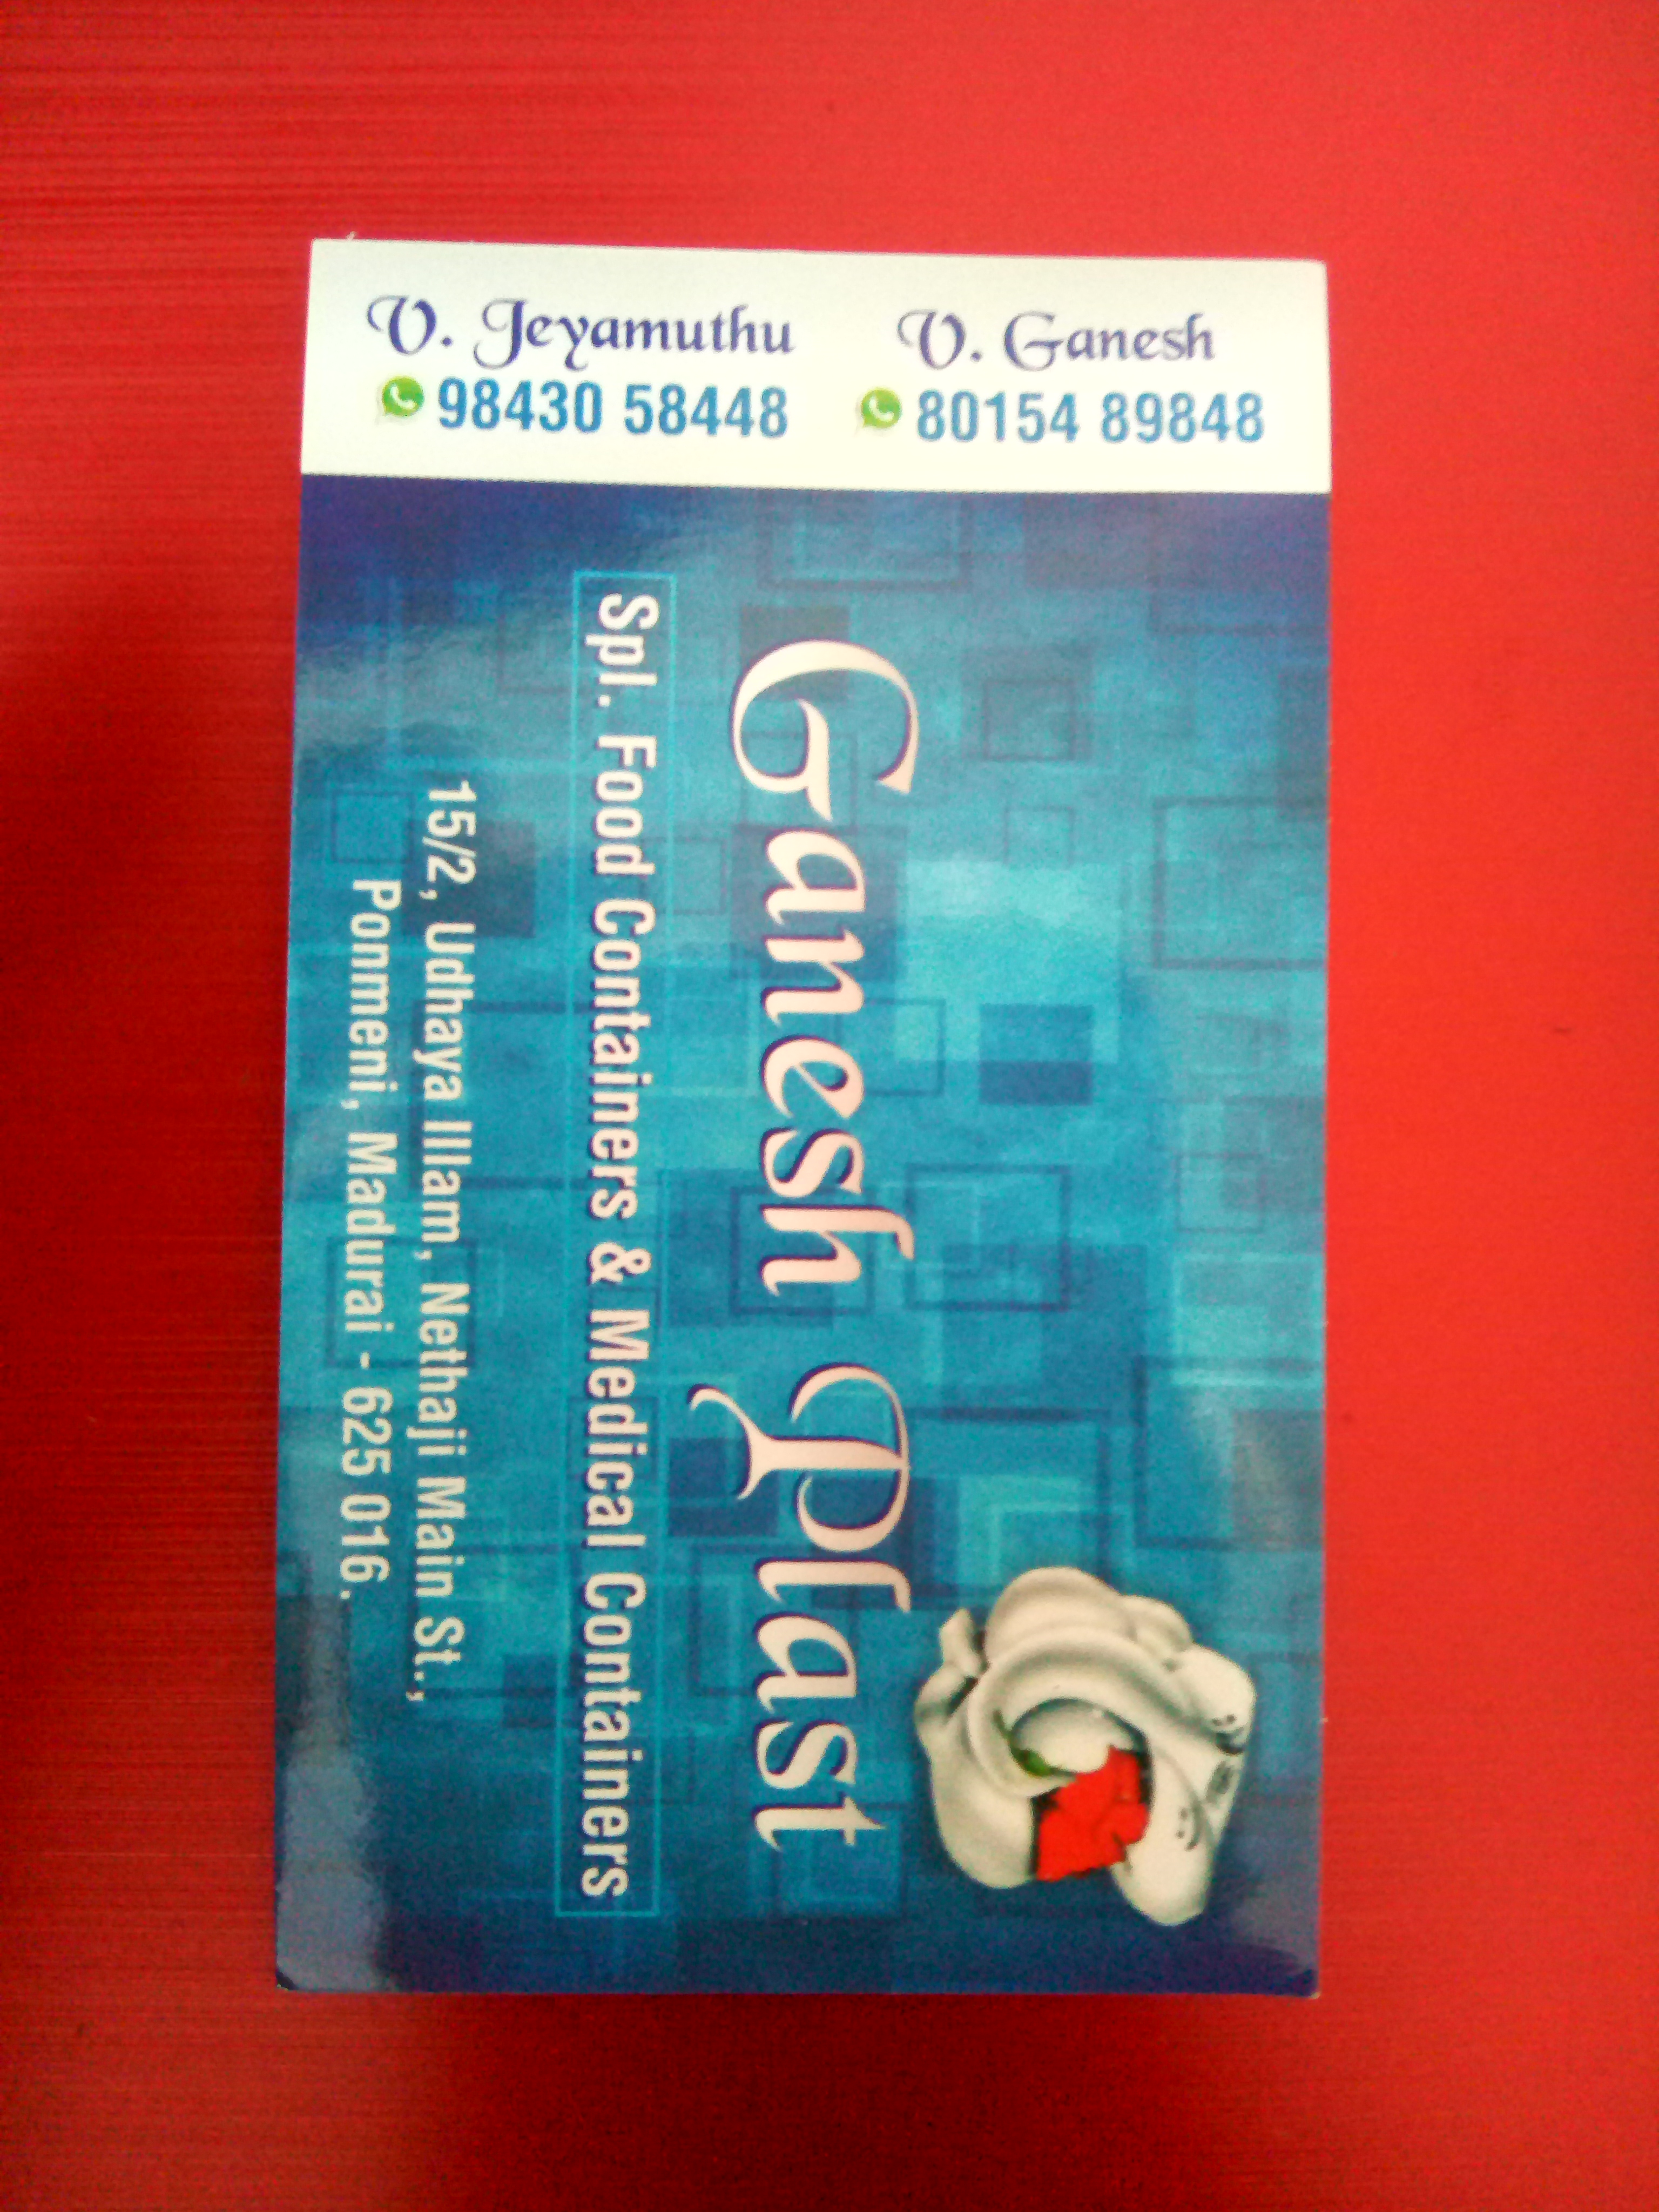 V. Jeyamuthu
98430 58448
V. Ganesh
80154 89848
Ganesh Plast
Spl. Food Containers & Medical Containers
15/2, Udhaya Illam, Nethaji Main St.,
Ponmeni, Madurai - 625 016.